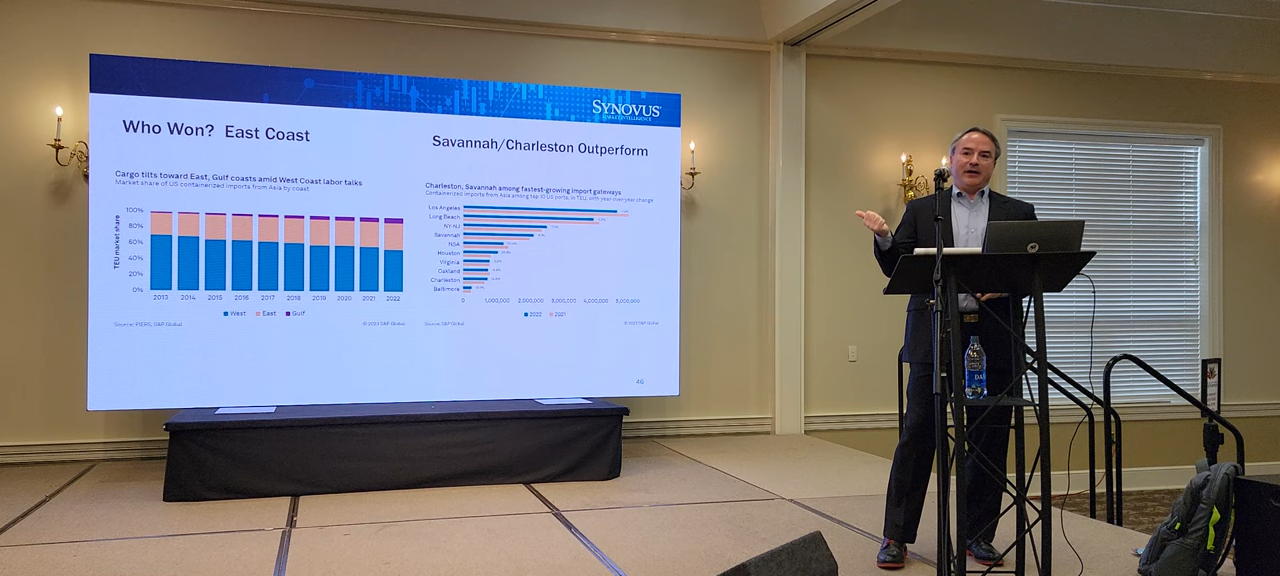 SYNOVUS
MARKET INTELLIGENCE
Who Won? East Coast
Savannah/Charleston Outperform
Cargo tilts toward East, Gulf coasts amid West Coast labor talks
Market share of US containerized imports from Asia by coast
TEU market share
100%
80%
60%
40%
20%
0%
2013 2014 2015 2016 2017 2018 2019 2020 2021 2022
West East Gulf
Source: PIERS, S&P Global
© 2023 S&P Global
Charleston, Savannah among fastest-growing import gateways
Containerized imports from Asia among top 10 US ports, in TEU, with year-over-year change
Los Angeles
Long Beach
NY-NJ
Savannah
NSA
Houston
Virginia
Oakland
Charleston
Baltimore
0 1,000,000 2,000,000 3,000,000 4,000,000 5,000,000
2022 2021
Source: S&P Global
© 2023 S&P Global
46
DA